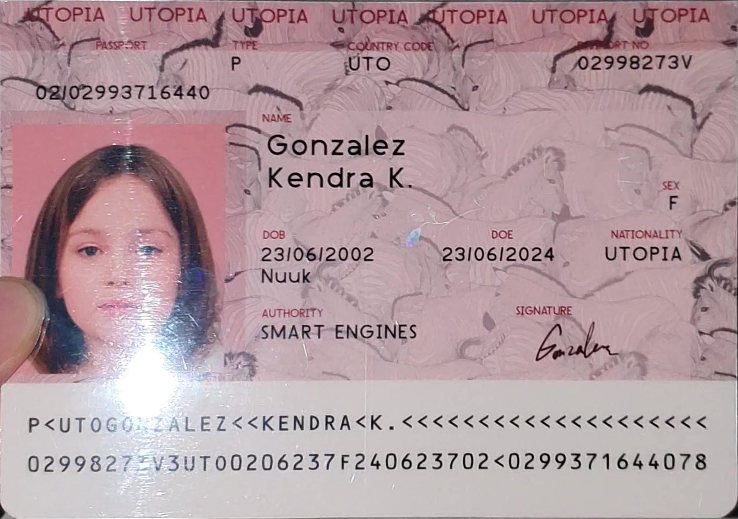 UTOPIA UTOPIA UTOPIA UTOPIA UTOPIA UTOPIA UTOPIA
PASSPORT TYPE COUNTRY CODE PASSPORT NO
P UTO 02998273V
02/02993716440
NAME
Gonzalez
Kendra K.
SEX
F
DOB DOE NATIONALITY
23/06/2002 23/06/2024 UTOPIA
Nuuk
AUTHORITY SIGNATURE
SMART ENGINES Gonzalez
P<UTOGONZALEZ<<KENDRA<K.<<<<<<<<<<<<<<<<<<<<
02998273V3UTO0206237F240623702<0299371644078